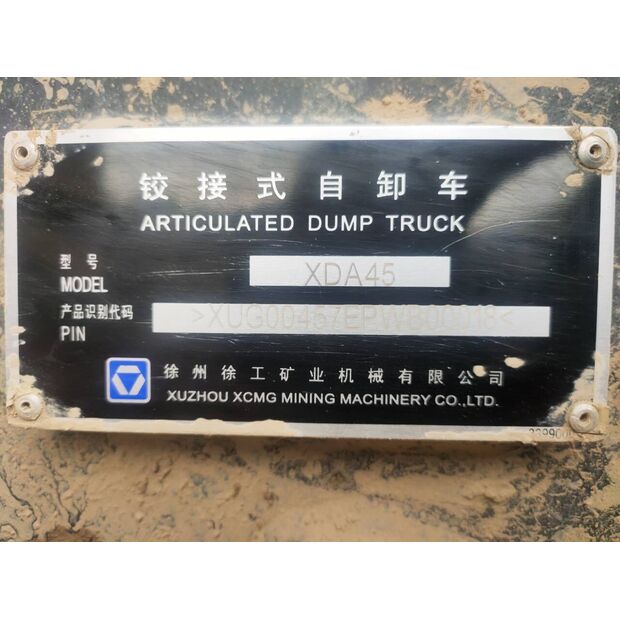 铰接式自卸车
ARTICULATED DUMP TRUCK
型号
MODEL
XDA45
产品识别代码
PIN
>XUG00457EPWB00018<
徐州徐工矿业机械有限公司
XUZHOU XCMG MINING MACHINERY CO.,LTD.